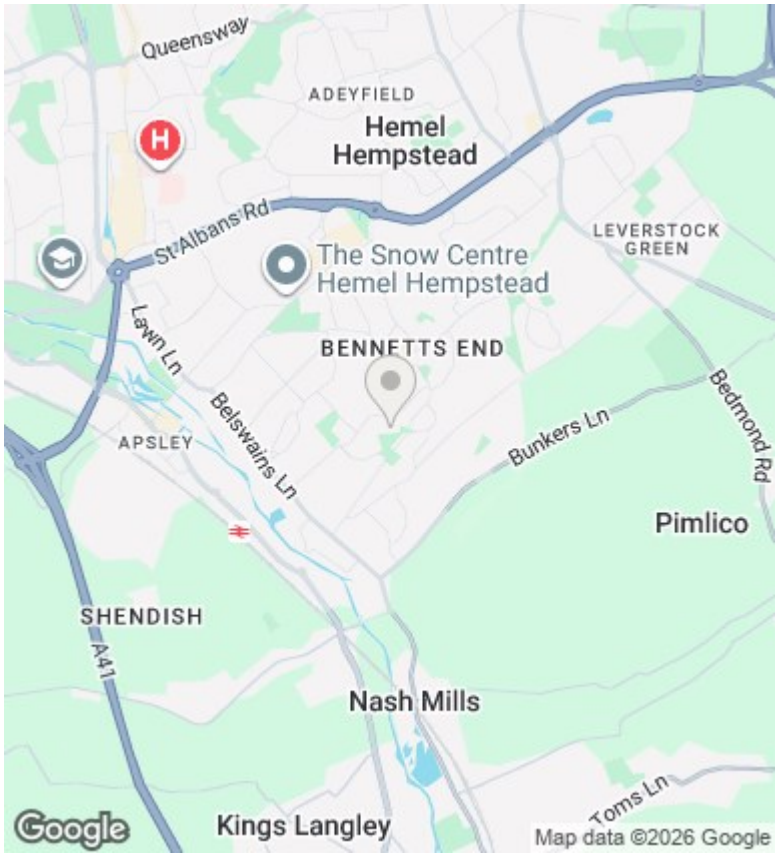 Queensway
ADEYFIELD
Hemel
Hempstead
H
St Albans Rd
LEVERSTOCK
GREEN
The Snow Centre
Hemel Hempstead
Lawn Ln
BENNETTS END
Bedmond Rd
Belswains Ln
APSLEY
Bunkers Ln
Pimlico
SHENDISH
A41
Nash Mills
Toms Ln
Kings Langley
Google
Map data ©2026 Google